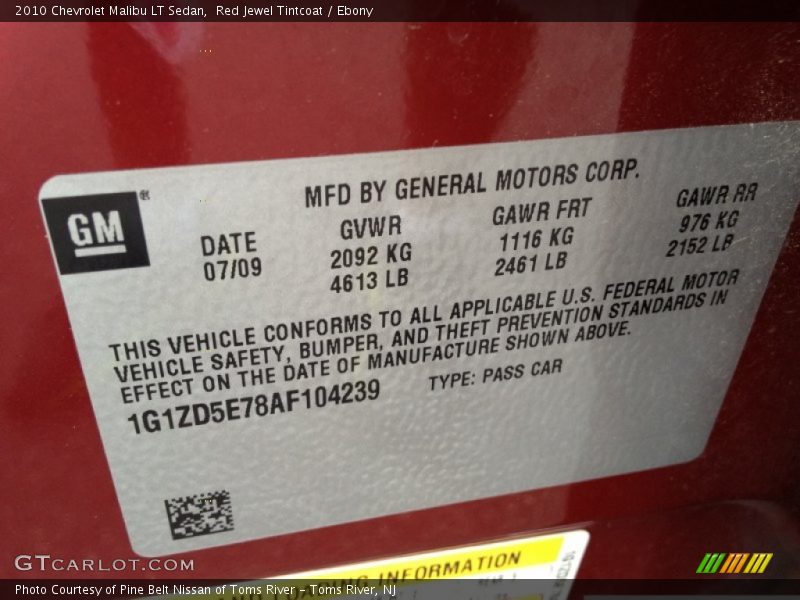 2010 Chevrolet Malibu LT Sedan,  Red Jewel Tintcoat / Ebony
GM®
MFD BY GENERAL MOTORS CORP.
DATE GVWR GAWR FRT GAWR RR
07/09 2092 KG 1116 KG 976 KG
4613 LB 2461 LB 2152 LB
THIS VEHICLE CONFORMS TO ALL APPLICABLE U.S. FEDERAL MOTOR
VEHICLE SAFETY, BUMPER, AND THEFT PREVENTION STANDARDS IN
EFFECT ON THE DATE OF MANUFACTURE SHOWN ABOVE.
1G1ZD5E78AF104239 TYPE: PASS CAR
LOADING INFORMATION
GTCARLOT.COM
Photo Courtesy of Pine Belt Nissan of Toms River - Toms River, NJ